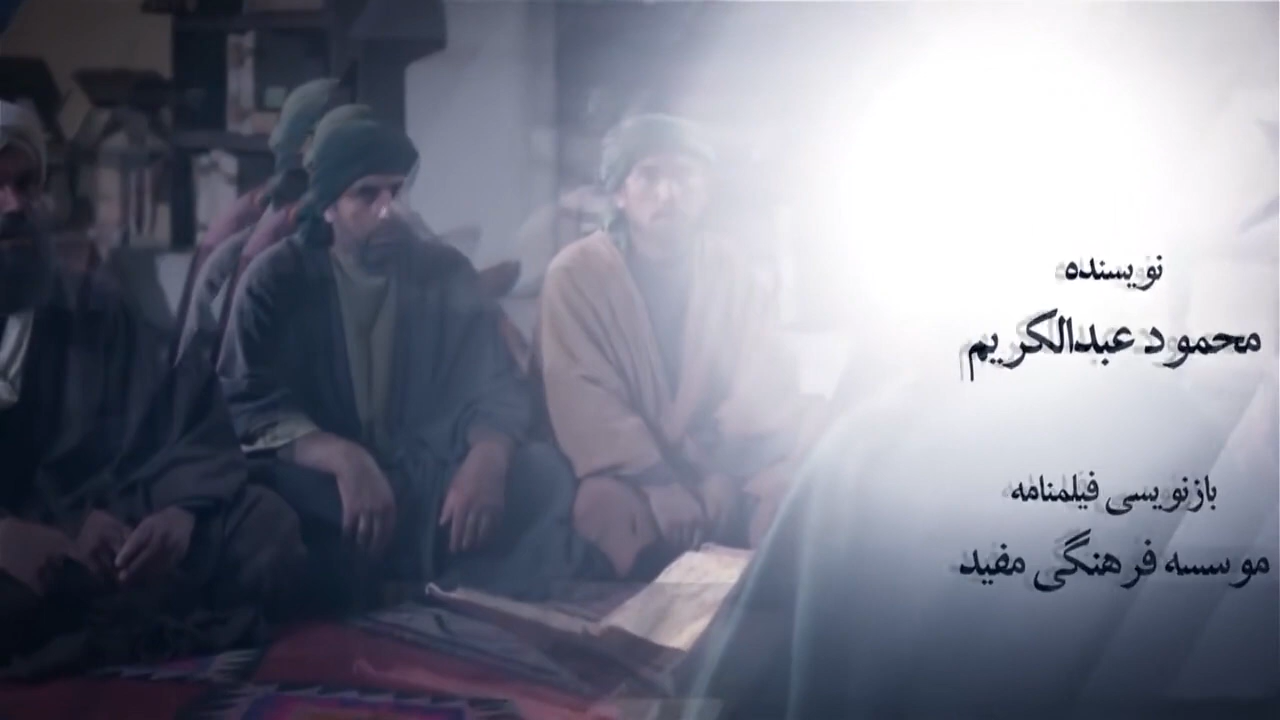 نویسنده
محمود عبدالکریم
بازنویسی فیلمنامه
موسسه فرهنگی مفید